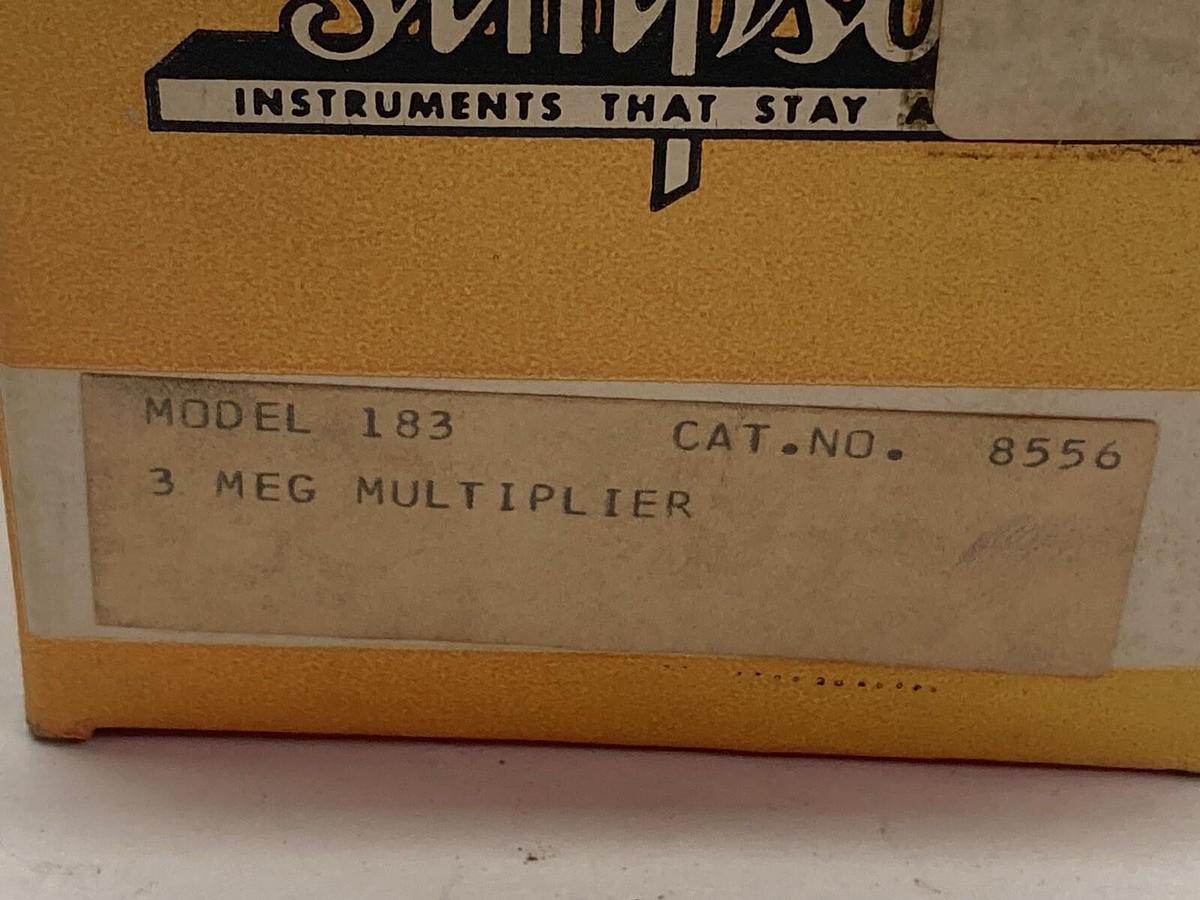 INSTRUMENTS THAT STAY
MODEL 183 CAT.NO. 8556
3 MEG MULTIPLIER